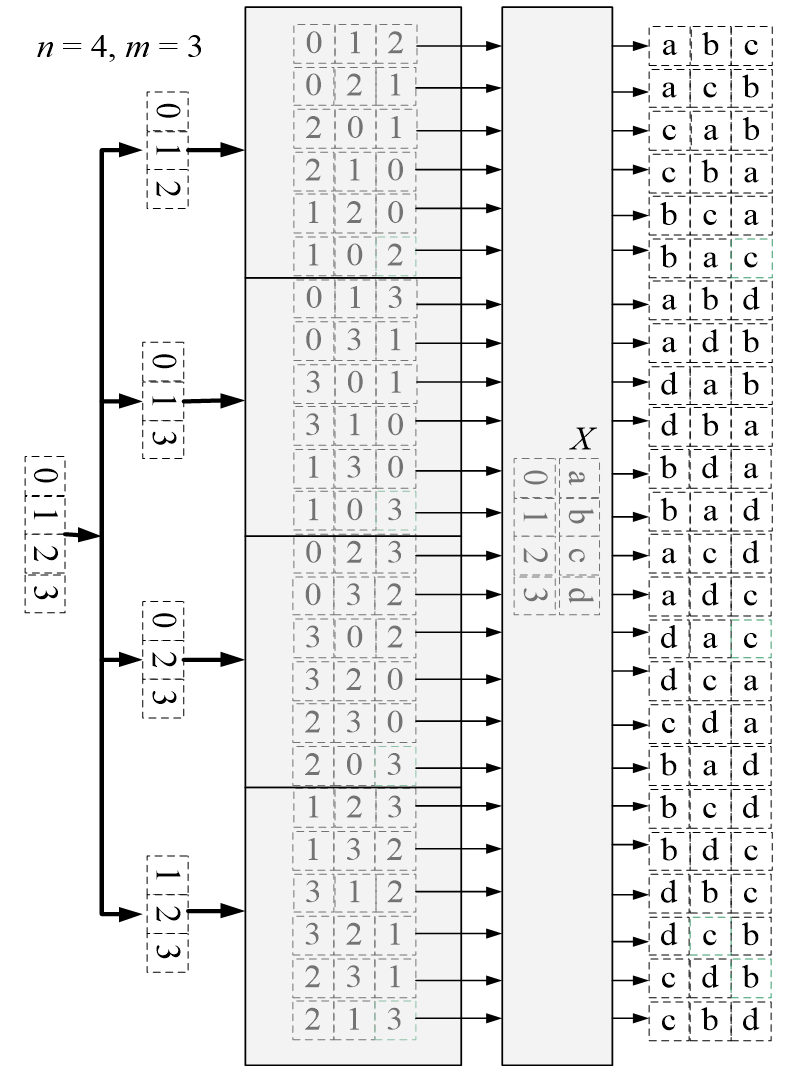 n = 4, m = 3
0 1 2 3
0 1 2
0 1 3
0 2 3
1 2 3
0 1 2
0 2 1
2 0 1
2 1 0
1 2 0
1 0 2
0 1 3
0 3 1
3 0 1
3 1 0
1 3 0
1 0 3
0 2 3
0 3 2
3 0 2
3 2 0
2 3 0
2 0 3
1 2 3
1 3 2
3 1 2
3 2 1
2 3 1
2 1 3
X
a b c d
0 1 2 3
a b c
a c b
c a b
c b a
b c a
b a c
a b d
a d b
d a b
d b a
b d a
b a d
a c d
a d c
d a c
d c a
c d a
b a d
b c d
b d c
d b c
d c b
c d b
c b d